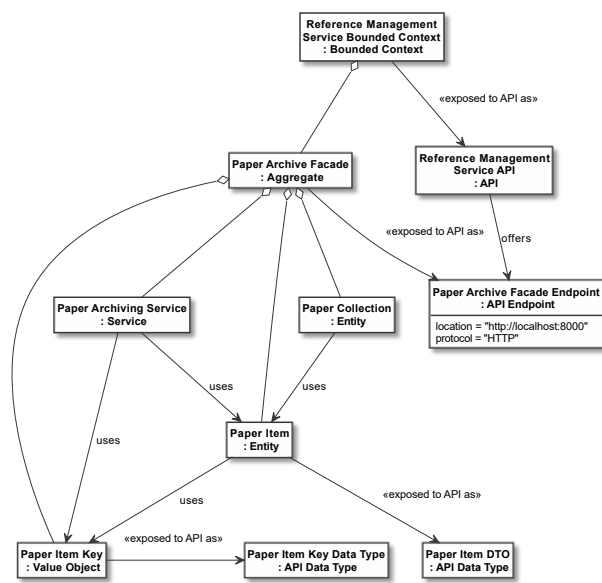 Reference Management
Service Bounded Context
: Bounded Context
«exposed to API as»
Paper Archive Facade
: Aggregate
Reference Management
Service API
: API
«exposed to API as»
offers
Paper Archiving Service
: Service
Paper Collection
: Entity
Paper Archive Facade Endpoint
: API Endpoint
location = "http://localhost:8000"
protocol = "HTTP"
uses
uses
uses
Paper Item
: Entity
uses
«exposed to API as»
«exposed to API as»
Paper Item Key
: Value Object
Paper Item Key Data Type
: API Data Type
Paper Item DTO
: API Data Type